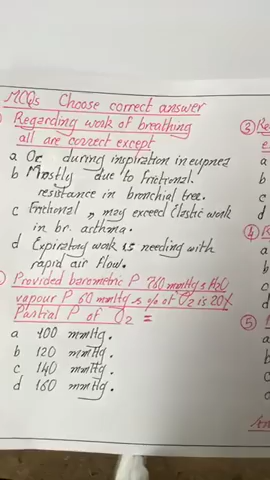 MCQs Choose correct answer
Regarding work of breathing
all are correct except
a Oc during inspiration in eupnea
b Mostly due to frictional
resistance in bronchial tree.
c Frictional " may exceed elastic work
in br. asthma.
d Expiratory work is needing with
rapid air flow.
Provided barometric P 760 mmHg & H2O
vapour P 60 mmHg & % of O2 is 20%
Partial P of O2 =
a 100 mmHg.
b 120 mmHg.
c 140 mmHg.
d 160 mmHg.
3
a
b
c
d
4
a
b
c
d
5
a
b
c
d